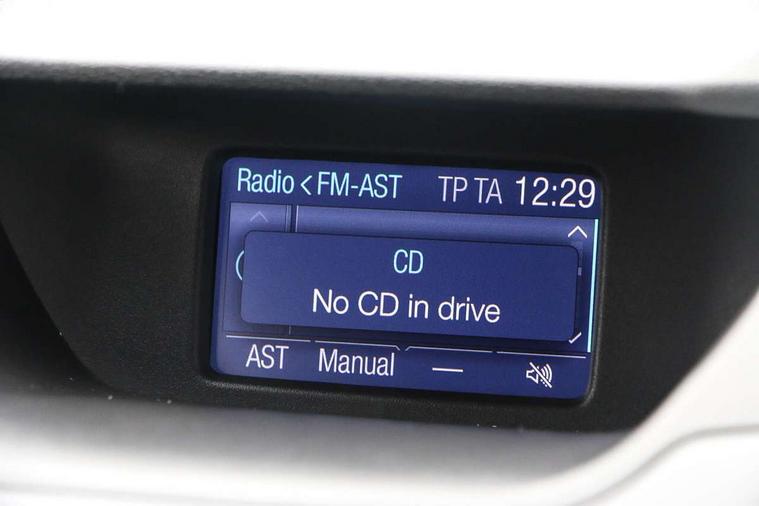 Radio < FM-AST TP TA 12:29
CD
No CD in drive
AST Manual —